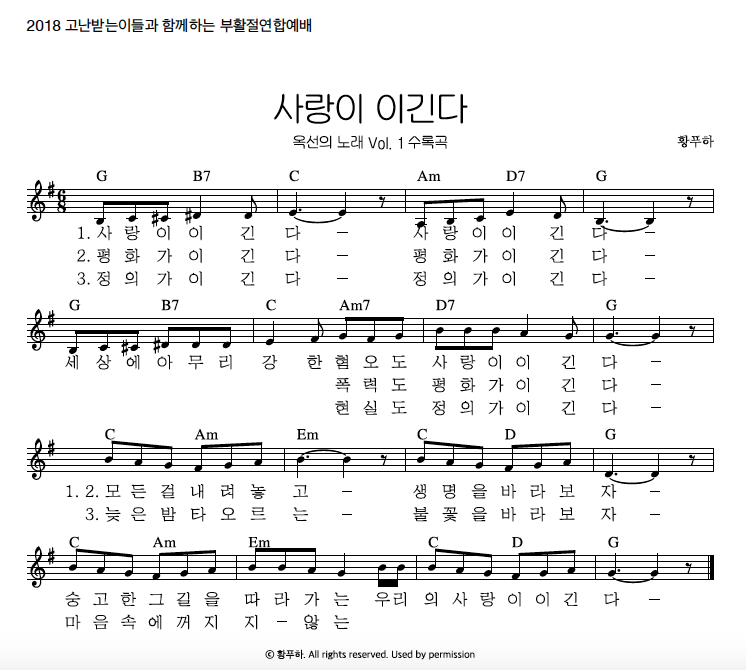 2018 고난받는이들과 함께하는 부활절연합예배
사랑이 이긴다
옥선의 노래 Vol. 1 수록곡
황푸하
G B7 C Am D7 G
6
8
1. 사 랑 이 이 긴 다 – 사 랑 이 이 긴 다 –
2. 평 화 가 이 긴 다 – 평 화 가 이 긴 다 –
3. 정 의 가 이 긴 다 – 정 의 가 이 긴 다 –
G B7 C Am7 D7 G
세 상 에 아 무 리 강 한 혐 오 도 사 랑 이 이 긴 다 –
폭 력 도 평 화 가 이 긴 다 –
현 실 도 정 의 가 이 긴 다 –
C Am Em C D G
1. 2. 모 든 걸 내 려 놓 고 – 생 명 을 바 라 보 자 –
3. 늦 은 밤 타 오 르 는 – 불 꽃 을 바 라 보 자 –
C Am Em C D G
숭 고 한 그 길 을 따 라 가 는 우 리 의 사 랑 이 이 긴 다 –
마 음 속 에 꺼 지 지 – 않 는
ⓒ 황푸하. All rights reserved. Used by permission